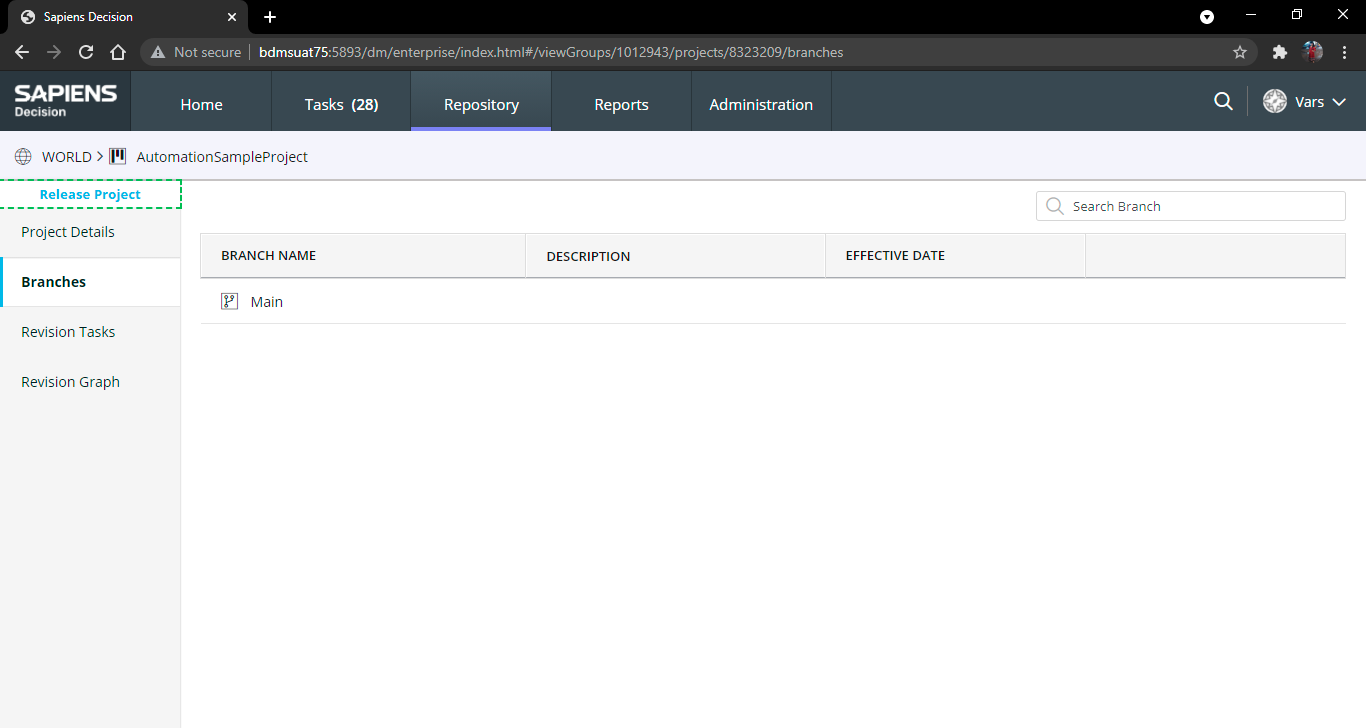 Sapiens Decision
Not secure bdmsuat75:5893/dm/enterprise/index.html#/viewGroups/1012943/projects/8323209/branches
SAPIENS
Decision
Home
Tasks (28)
Repository
Reports
Administration
Vars
WORLD > AutomationSampleProject
Release Project
Search Branch
Project Details
Branches
Revision Tasks
Revision Graph
BRANCH NAME
DESCRIPTION
EFFECTIVE DATE
Main